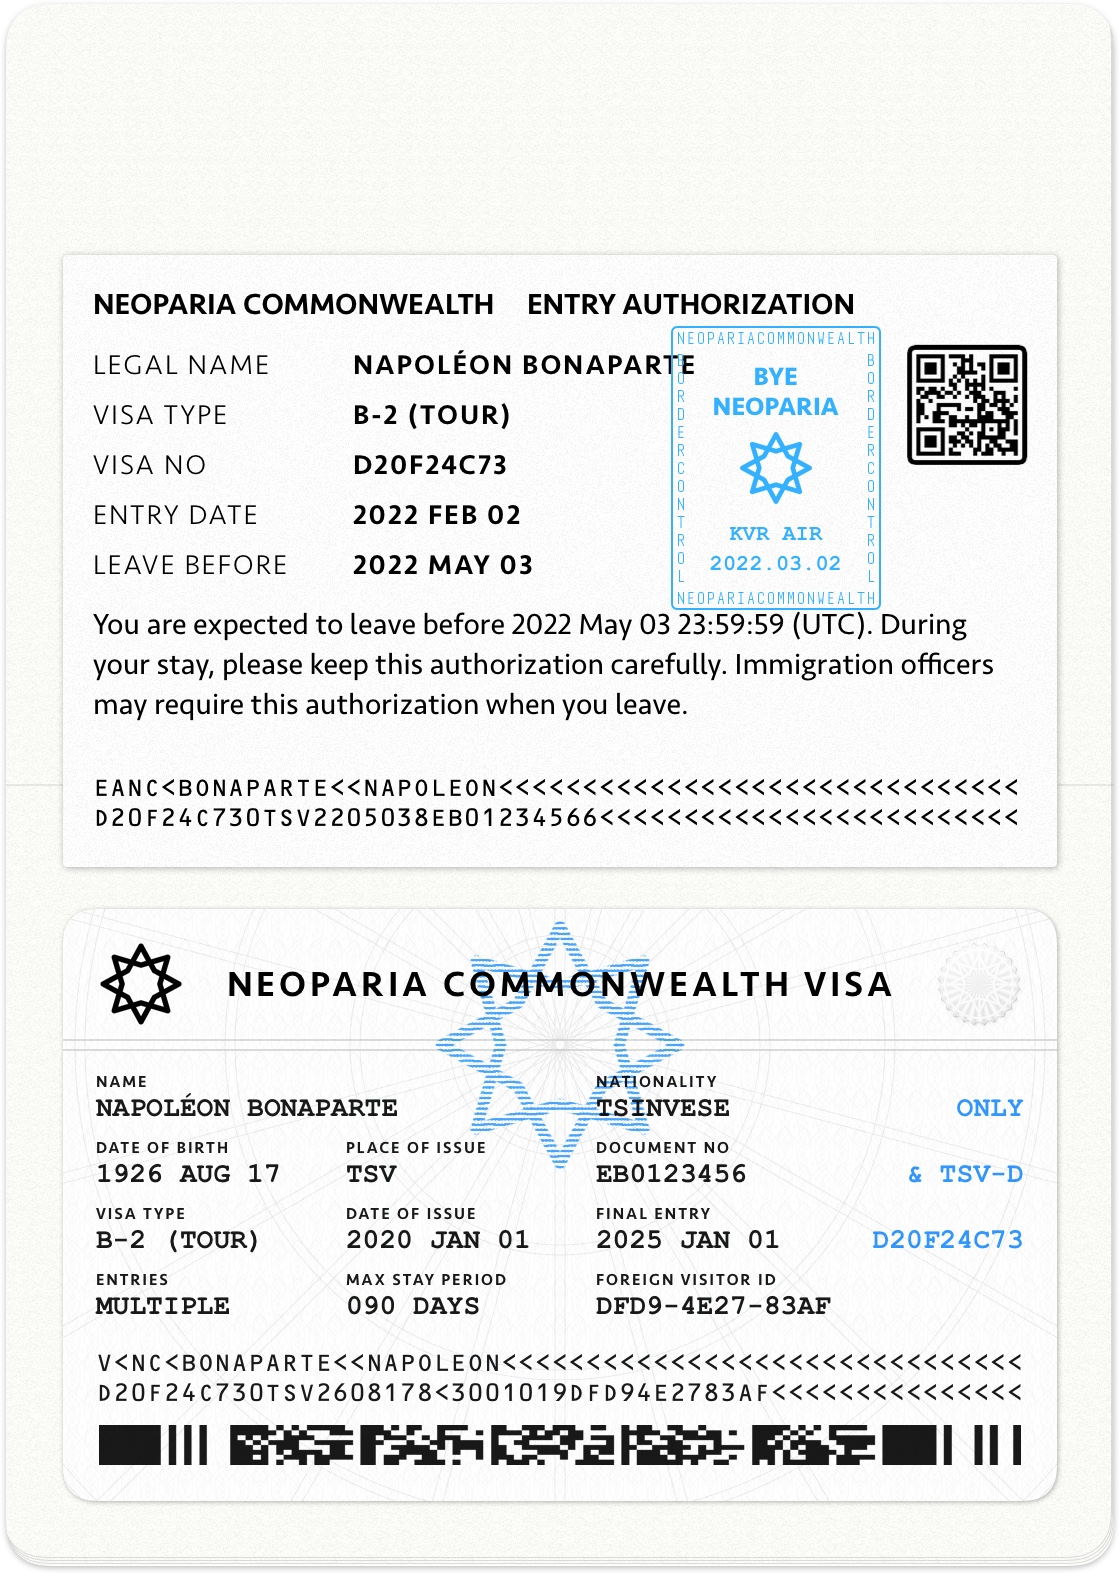 NEOPARIA COMMONWEALTH ENTRY AUTHORIZATION
NEOPARIACOMMONWEALTH
BORDERCONTROL
BORDERCONTROL
BYE
NEOPARIA
KVR AIR
2022.03.02
NEOPARIACOMMONWEALTH
LEGAL NAME NAPOLÉON BONAPARTE
VISA TYPE B-2 (TOUR)
VISA NO D20F24C73
ENTRY DATE 2022 FEB 02
LEAVE BEFORE 2022 MAY 03
You are expected to leave before 2022 May 03 23:59:59 (UTC). During
your stay, please keep this authorization carefully. Immigration officers
may require this authorization when you leave.
EANC<BONAPARTE<<NAPOLEON<<<<<<<<<<<<<<<<<<<<<<<<<<<<<<<
D20F24C730TSV2205038EB01234566<<<<<<<<<<<<<<<<<<<<<<<<<
NEOPARIA COMMONWEALTH VISA
NAME NATIONALITY
NAPOLÉON BONAPARTE TSINVESE ONLY
DATE OF BIRTH PLACE OF ISSUE DOCUMENT NO
1926 AUG 17 TSV EB0123456 & TSV-D
VISA TYPE DATE OF ISSUE FINAL ENTRY
B-2 (TOUR) 2020 JAN 01 2025 JAN 01 D20F24C73
ENTRIES MAX STAY PERIOD FOREIGN VISITOR ID
MULTIPLE 090 DAYS DFD9-4E27-83AF
V<NC<BONAPARTE<<NAPOLEON<<<<<<<<<<<<<<<<<<<<<<<<<<<<<<<
D20F24C730TSV2608178<3001019DFD94E2783AF<<<<<<<<<<<<<<<